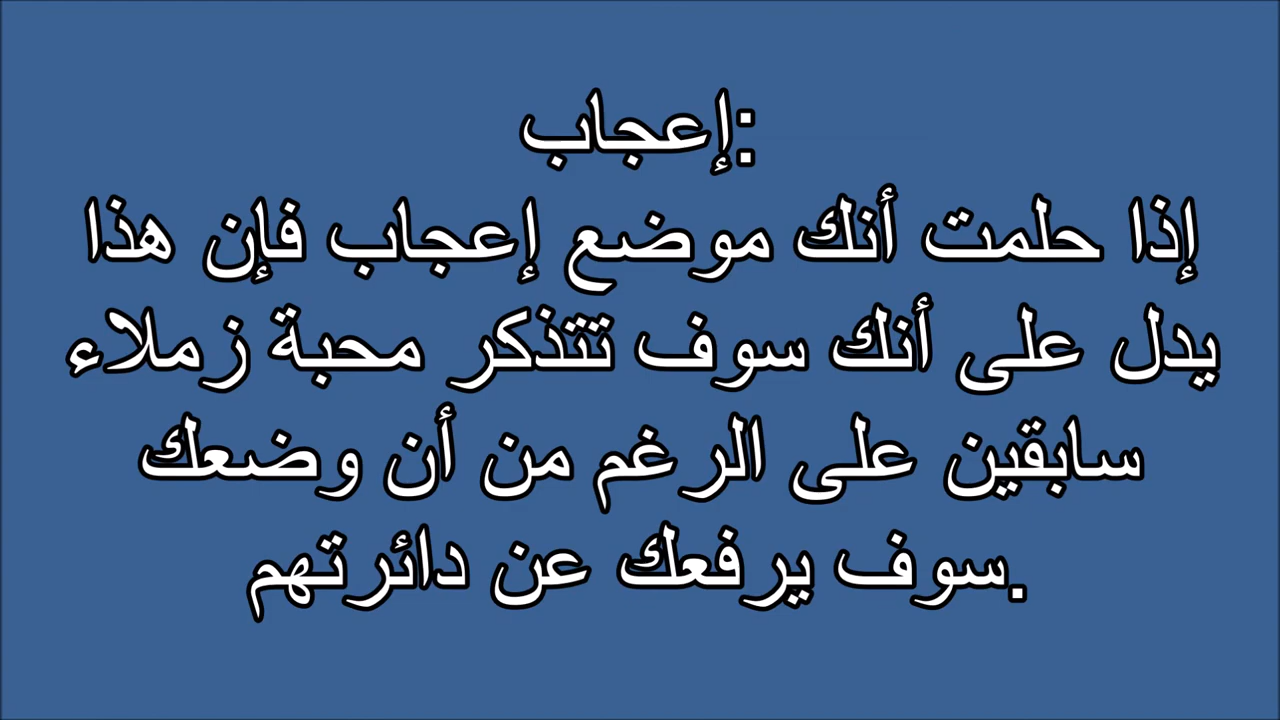 إعجاب:
إذا حلمت أنك موضع إعجاب فإن هذا
يدل على أنك سوف تتذكر محبة زملاء
سابقين على الرغم من أن وضعك
سوف يرفعك عن دائرتهم.